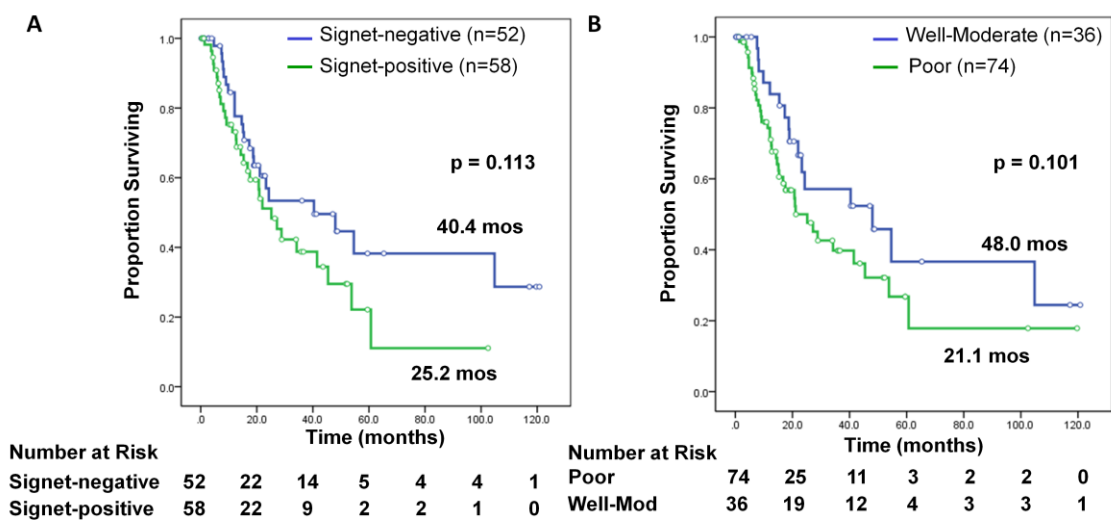 A
Signet-negative (n=52)
Signet-positive (n=58)
p = 0.113
40.4 mos
25.2 mos
Proportion Surviving
1.0
0.8
0.6
0.4
0.2
0.0
.0 20.0 40.0 60.0 80.0 100.0 120.0
Time (months)
Number at Risk
Signet-negative 52 22 14 5 4 4 1
Signet-positive 58 22 9 2 2 1 0
B
Well-Moderate (n=36)
Poor (n=74)
p = 0.101
48.0 mos
21.1 mos
Proportion Surviving
1.0
0.8
0.6
0.4
0.2
0.0
.0 20.0 40.0 60.0 80.0 100.0 120.0
Time (months)
Number at Risk
Poor 74 25 11 3 2 2 0
Well-Mod 36 19 12 4 3 3 1